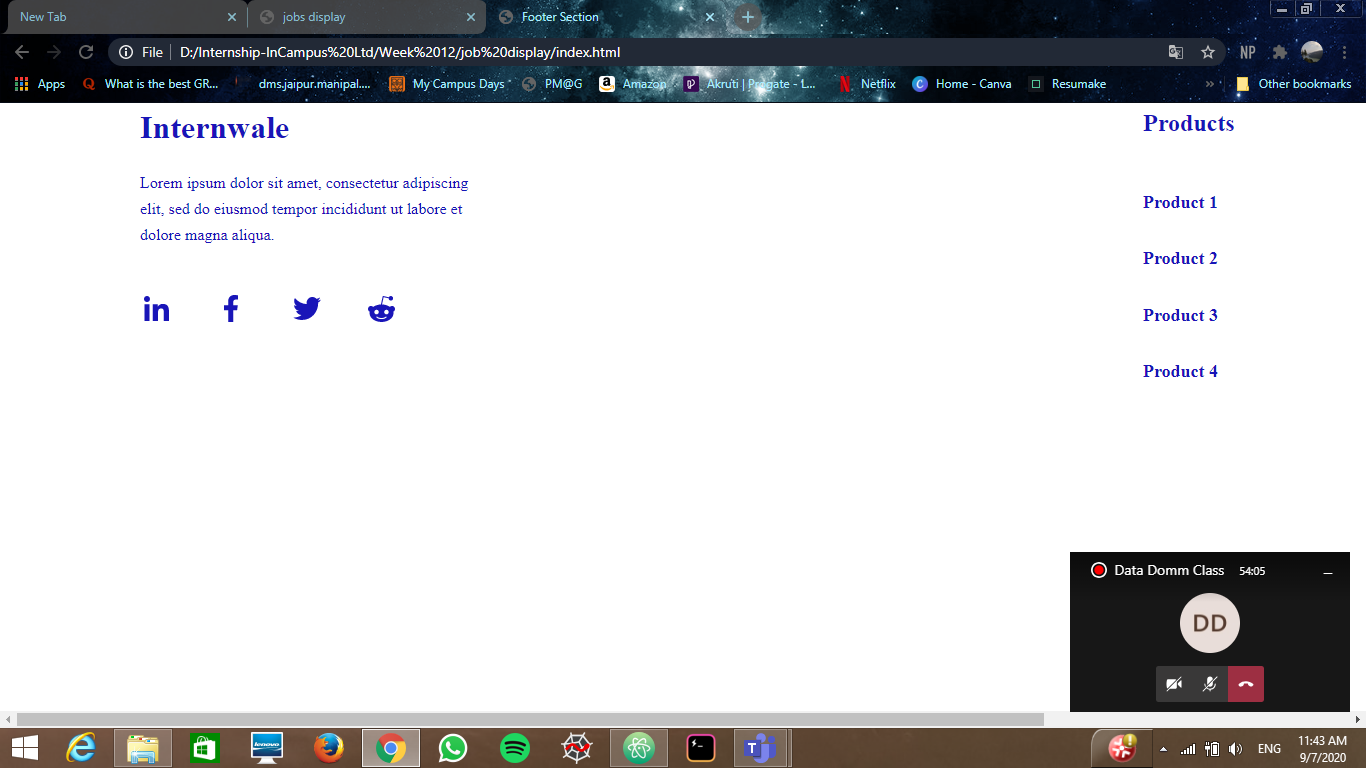 New Tab
jobs display
Footer Section
File
D:/Internship-InCampus%20Ltd/Week%2012/job%20display/index.html
NP
Apps
What is the best GR...
dms.jaipur.manipal....
My Campus Days
PM@G
Amazon
Akruti | Progate - L...
Netflix
Home - Canva
Resumake
»
Other bookmarks
Internwale
Lorem ipsum dolor sit amet, consectetur adipiscing
elit, sed do eiusmod tempor incididunt ut labore et
dolore magna aliqua.
Products
Product 1
Product 2
Product 3
Product 4
Data Domm Class 54:05
DD
lenovo
ENG
11:43 AM
9/7/2020